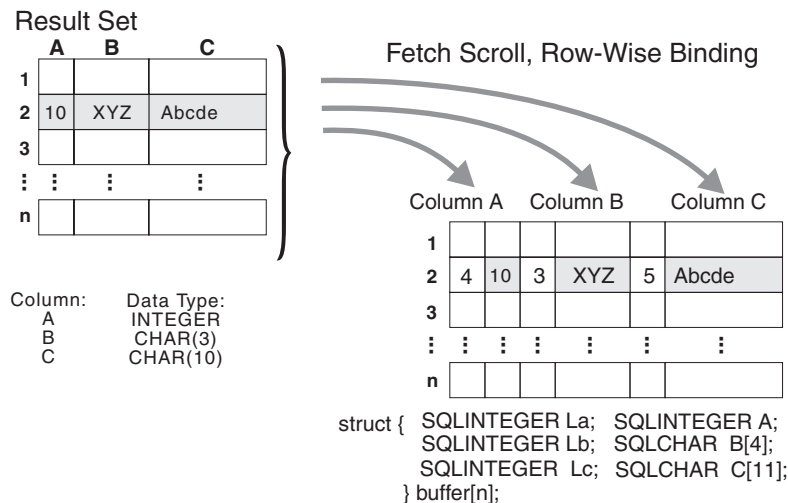 Result Set
A B C
1
2 10 XYZ Abcde
3
⋮ ⋮ ⋮ ⋮
n
Column: Data Type:
A INTEGER
B CHAR(3)
C CHAR(10)
Fetch Scroll, Row-Wise Binding
Column A Column B Column C
1
2 4 10 3 XYZ 5 Abcde
3
⋮ ⋮ ⋮ ⋮ ⋮ ⋮ ⋮
n
struct { SQLINTEGER La; SQLINTEGER A;
SQLINTEGER Lb; SQLCHAR B[4];
SQLINTEGER Lc; SQLCHAR C[11];
} buffer[n];